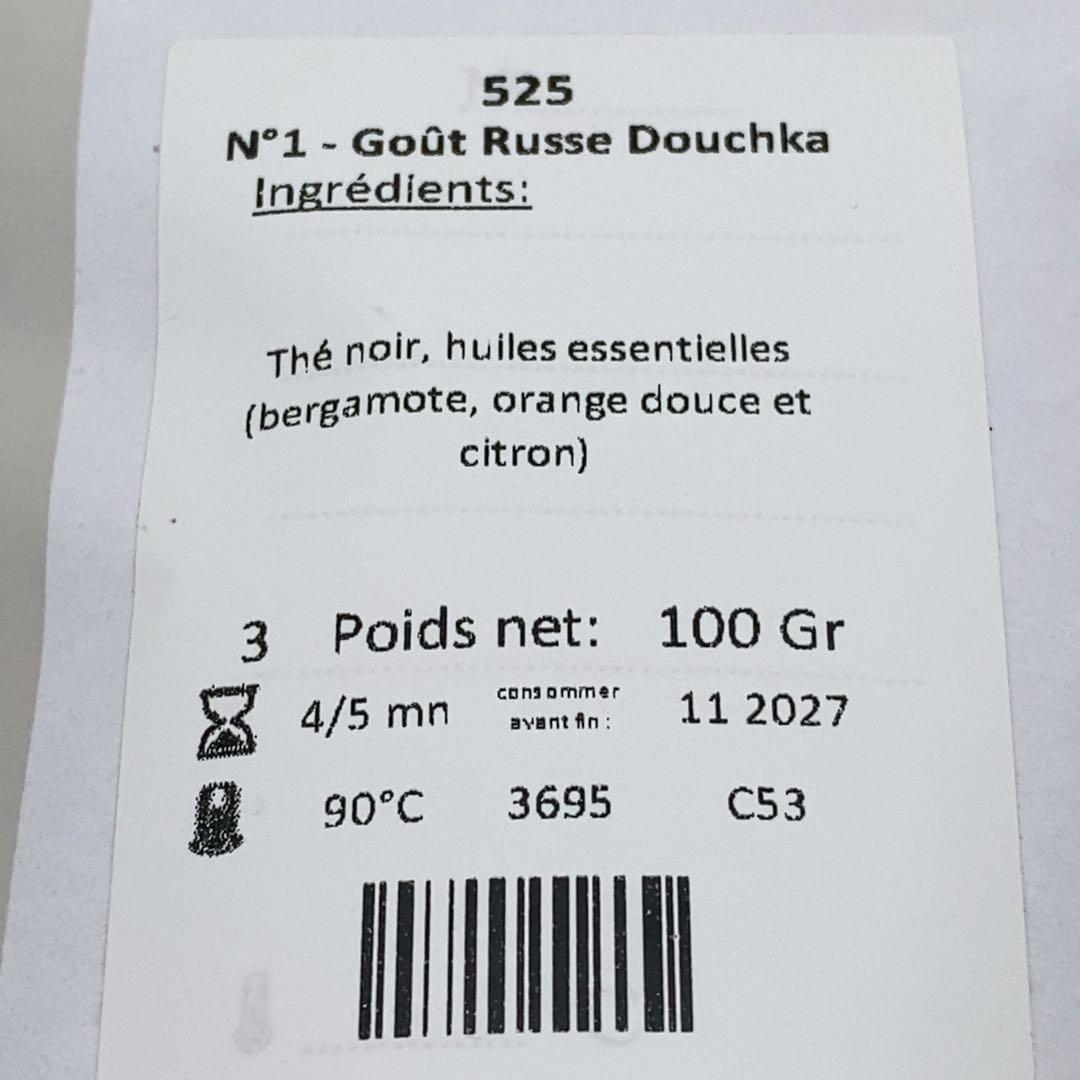 525
N°1 - Goût Russe Douchka
Ingrédients:
Thé noir, huiles essentielles
(bergamote, orange douce et
citron)
3 Poids net: 100 Gr
4/5 mn consommer avant fin : 11 2027
90°C 3695 C53